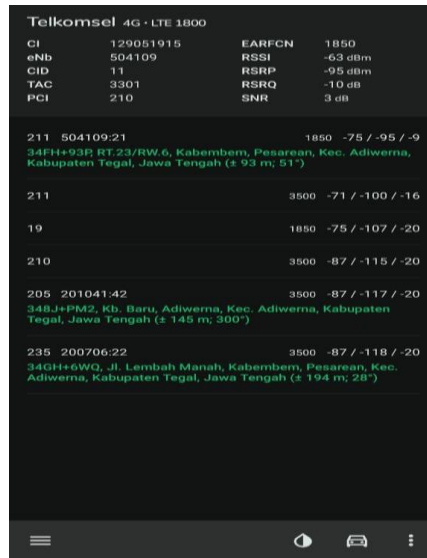 Telkomsel 4G • LTE 1800
CI 129051915 EARFCN 1850
eNb 504109 RSSI -63 dBm
CID 11 RSRP -95 dBm
TAC 3301 RSRQ -10 dB
PCI 210 SNR 3 dB
211 504109:21 1850 -75 / -95 / -9
34FH+93P, RT.23/RW.6, Kabembem, Pesarean, Kec. Adiwerna,
Kabupaten Tegal, Jawa Tengah (± 93 m; 51°)
211 3500 -71 / -100 / -16
19 1850 -75 / -107 / -20
210 3500 -87 / -115 / -20
205 201041:42 3500 -87 / -117 / -20
348J+PM2, Kb. Baru, Adiwerna, Kec. Adiwerna, Kabupaten
Tegal, Jawa Tengah (± 145 m; 300°)
235 200706:22 3500 -87 / -118 / -20
34GH+6WQ, Jl. Lembah Manah, Kabembem, Pesarean, Kec.
Adiwerna, Kabupaten Tegal, Jawa Tengah (± 194 m; 28°)